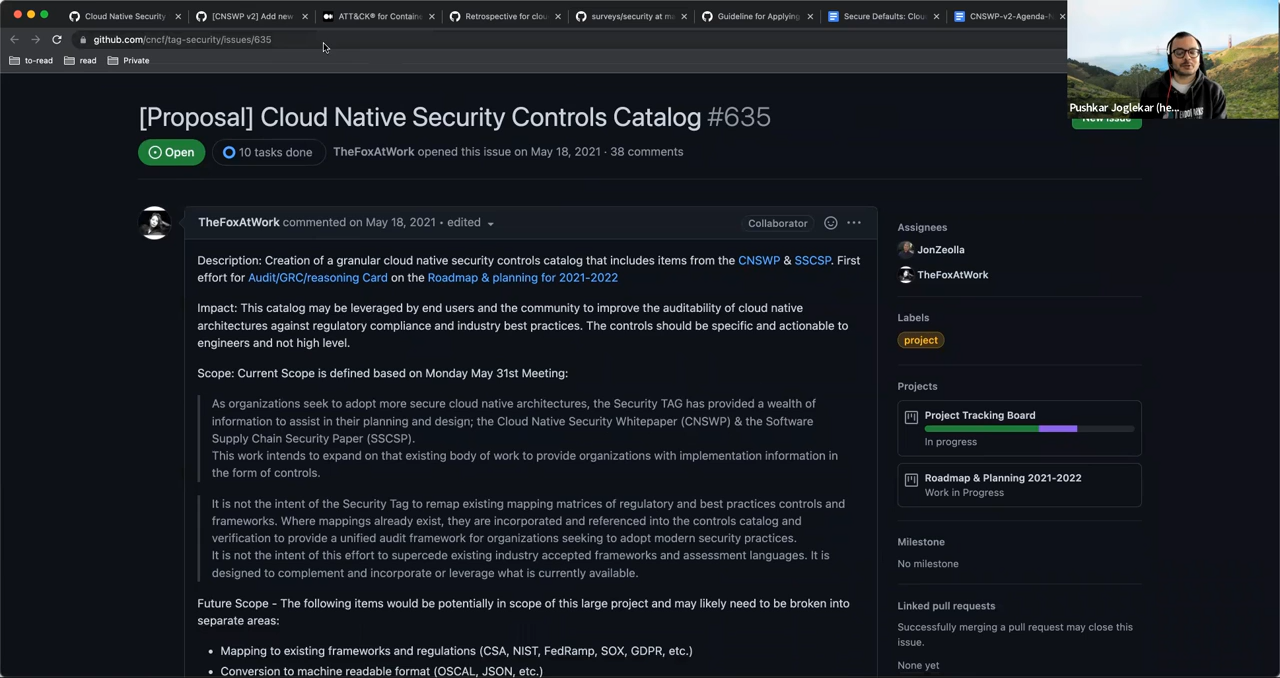 Cloud Native Security
[CNSWP v2] Add new
ATT&CK® for Containe
Retrospective for clou
surveys/security at ma
Guideline for Applying
Secure Defaults: Clou
CNSWP-v2-Agenda-
github.com/cncf/tag-security/issues/635
to-read
read
Private
Pushkar Joglekar (he...
[Proposal] Cloud Native Security Controls Catalog #635
New issue
Open
10 tasks done
TheFoxAtWork opened this issue on May 18, 2021 · 38 comments
TheFoxAtWork commented on May 18, 2021 • edited
Collaborator
Description: Creation of a granular cloud native security controls catalog that includes items from the CNSWP & SSCSP. First
effort for Audit/GRC/reasoning Card on the Roadmap & planning for 2021-2022
Impact: This catalog may be leveraged by end users and the community to improve the auditability of cloud native
architectures against regulatory compliance and industry best practices. The controls should be specific and actionable to
engineers and not high level.
Scope: Current Scope is defined based on Monday May 31st Meeting:
As organizations seek to adopt more secure cloud native architectures, the Security TAG has provided a wealth of
information to assist in their planning and design; the Cloud Native Security Whitepaper (CNSWP) & the Software
Supply Chain Security Paper (SSCSP).
This work intends to expand on that existing body of work to provide organizations with implementation information in
the form of controls.
It is not the intent of the Security Tag to remap existing mapping matrices of regulatory and best practices controls and
frameworks. Where mappings already exist, they are incorporated and referenced into the controls catalog and
verification to provide a unified audit framework for organizations seeking to adopt modern security practices.
It is not the intent of this effort to supercede existing industry accepted frameworks and assessment languages. It is
designed to complement and incorporate or leverage what is currently available.
Future Scope - The following items would be potentially in scope of this large project and may likely need to be broken into
separate areas:
• Mapping to existing frameworks and regulations (CSA, NIST, FedRamp, SOX, GDPR, etc.)
• Conversion to machine readable format (OSCAL, JSON, etc.)
Assignees
JonZeolla
TheFoxAtWork
Labels
project
Projects
Project Tracking Board
In progress
Roadmap & Planning 2021-2022
Work in Progress
Milestone
No milestone
Linked pull requests
Successfully merging a pull request may close this
issue.
None yet